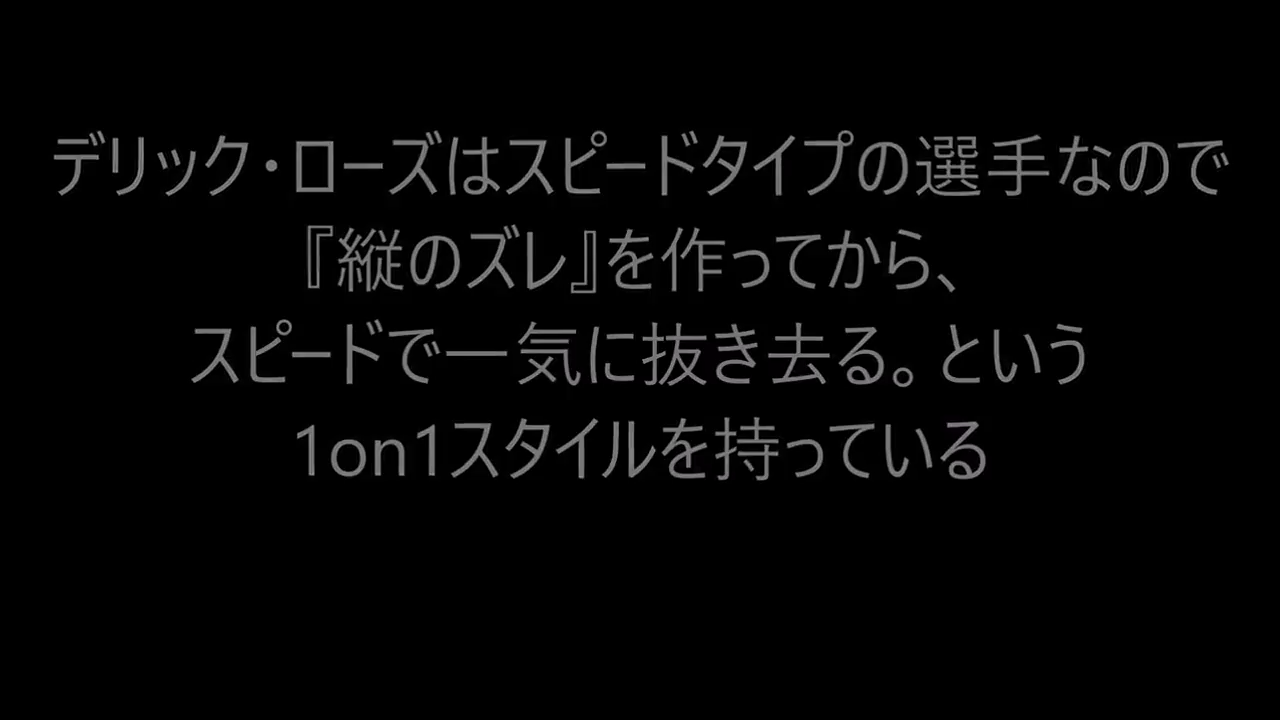 デリック・ローズはスピードタイプの選手なので
『縦のズレ』を作ってから、
スピードで一気に抜き去る。という
1on1スタイルを持っている